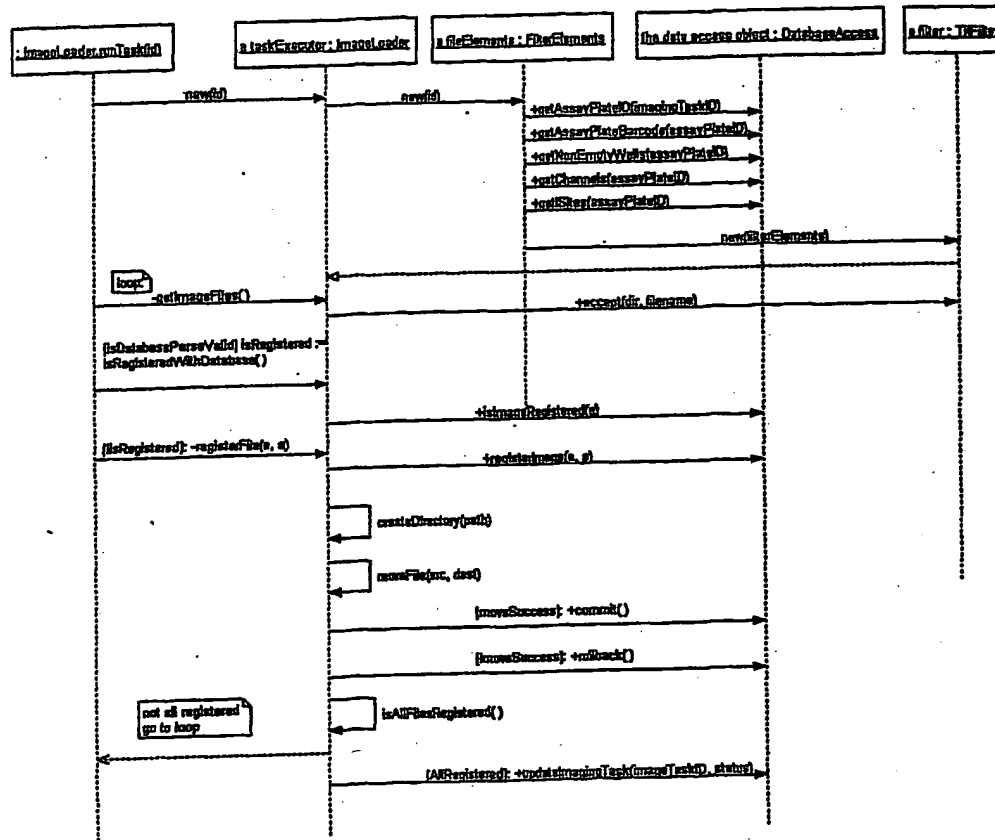 : ImageLoader.runTask(id)
a taskExecutor : ImageLoader
a fileElements : FilterElements
the data access object : DatabaseAccess
a filter : TIFFilter
new(id)
new(id)
+getAssayPlateID(imagingTaskID)
+getAssayPlateBarcode(assayPlateID)
+getNonEmptyWells(assayPlateID)
+getChannels(assayPlateID)
+getSites(assayPlateID)
new(filterElements)
loop:
-getImageFiles()
+accept(dir, filename)
[isDatabaseParseValid] isRegistered :=
isRegisteredWithDatabase()
+isImageRegistered(s)
[!isRegistered]: -registerFile(s, s)
+registerImage(s, s)
createDirectory(path)
moveFile(src, dest)
[moveSuccess]: +commit()
[!moveSuccess]: +rollback()
not all registered
go to loop
isAllFilesRegistered()
[AllRegistered]: +updateImagingTask(imageTaskID, status)